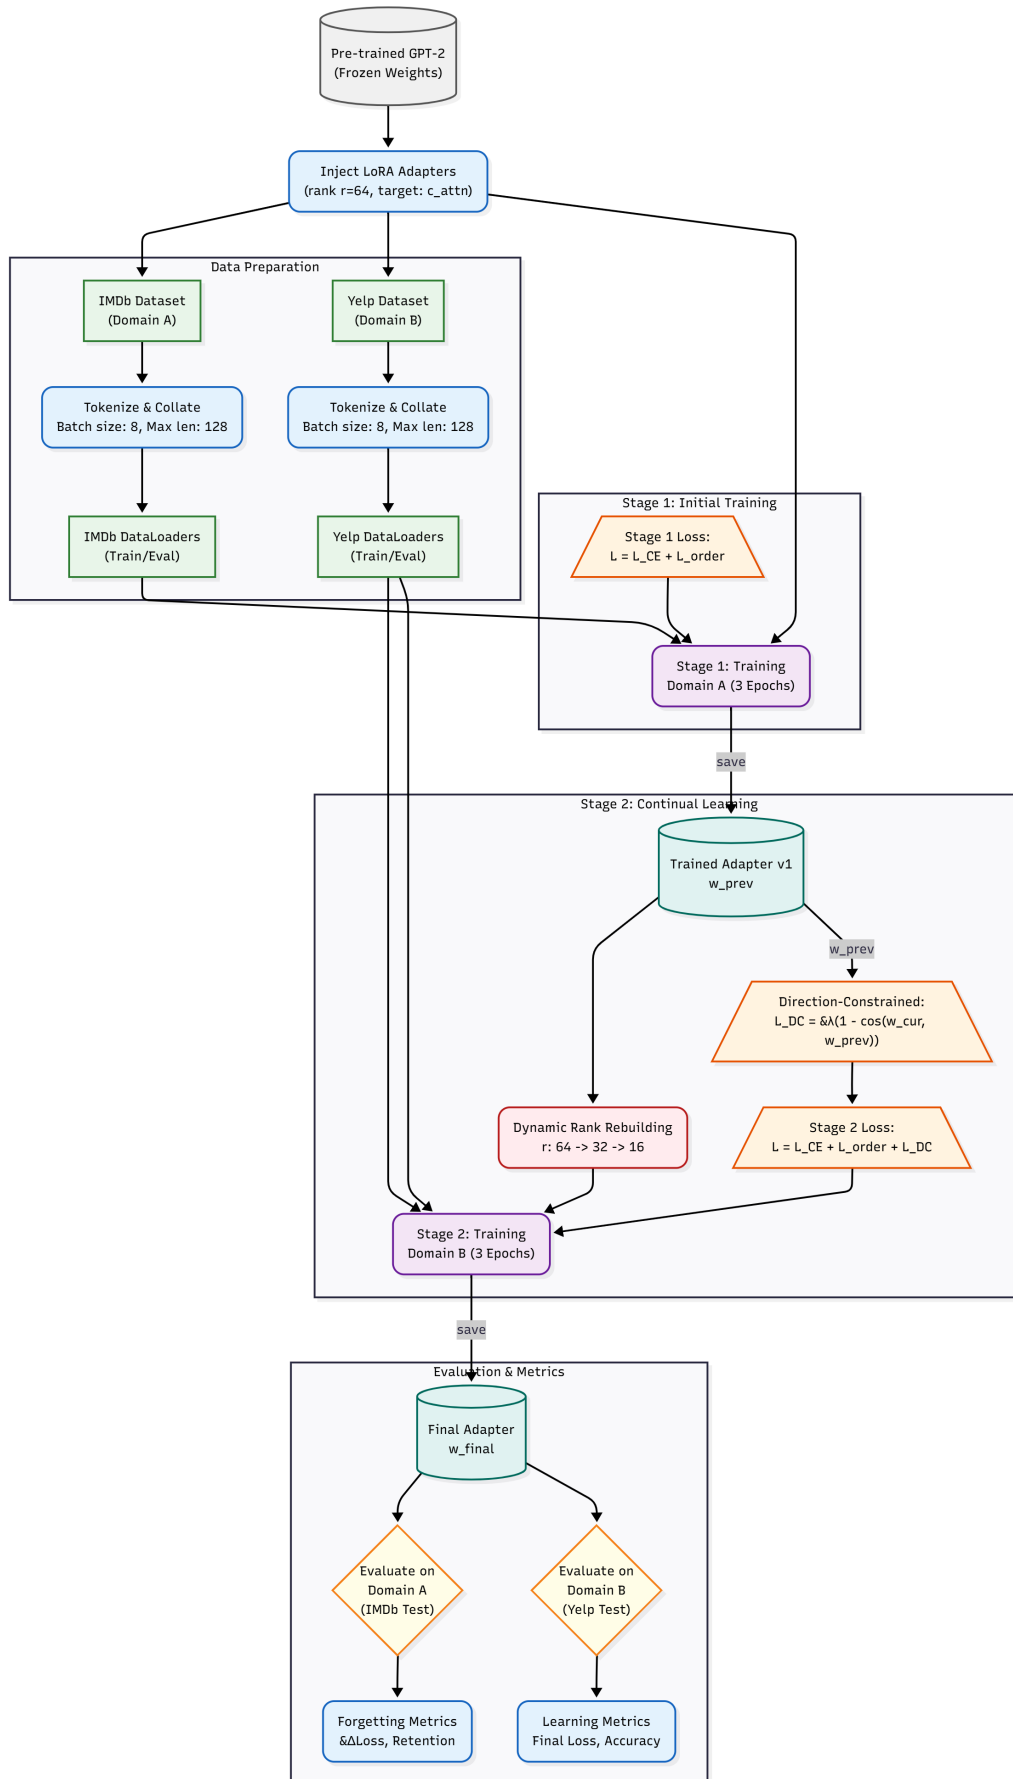 Pre-trained GPT-2
(Frozen Weights)
Inject LoRA Adapters
(rank r=64, target: c_attn)
Data Preparation
IMDb Dataset
(Domain A)
Yelp Dataset
(Domain B)
Tokenize & Collate
Batch size: 8, Max len: 128
Tokenize & Collate
Batch size: 8, Max len: 128
IMDb DataLoaders
(Train/Eval)
Yelp DataLoaders
(Train/Eval)
Stage 1: Initial Training
Stage 1 Loss:
L = L_CE + L_order
Stage 1: Training
Domain A (3 Epochs)
save
Stage 2: Continual Learning
Trained Adapter v1
w_prev
w_prev
Direction-Constrained:
L_DC = &λ(1 - cos(w_cur,
w_prev))
Dynamic Rank Rebuilding
r: 64 -> 32 -> 16
Stage 2 Loss:
L = L_CE + L_order + L_DC
Stage 2: Training
Domain B (3 Epochs)
save
Evaluation & Metrics
Final Adapter
w_final
Evaluate on
Domain A
(IMDb Test)
Evaluate on
Domain B
(Yelp Test)
Forgetting Metrics
&ΔLoss, Retention
Learning Metrics
Final Loss, Accuracy